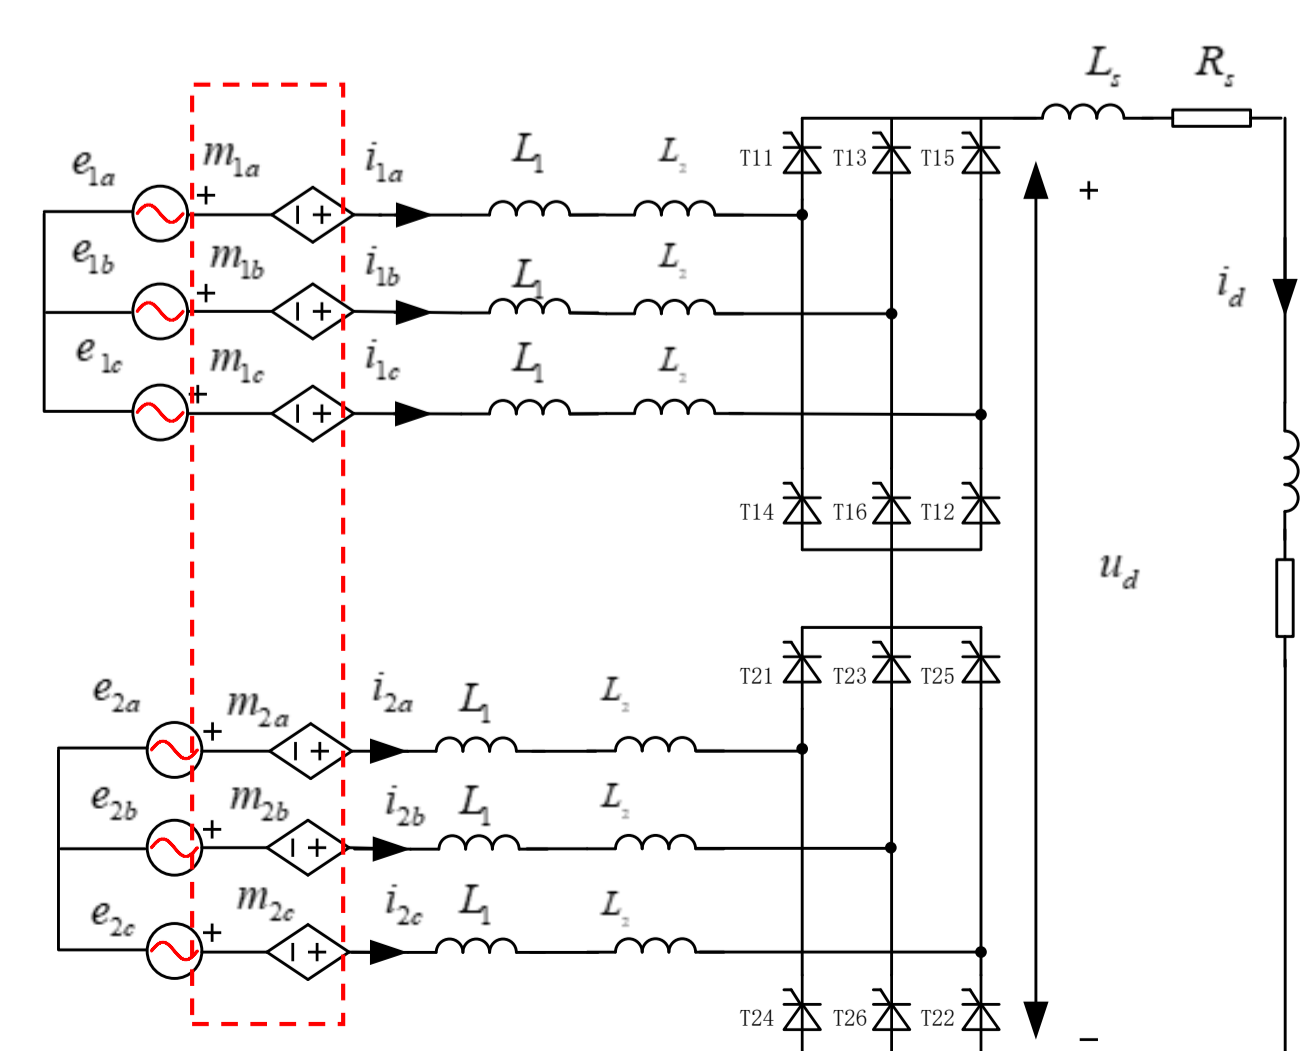 L_s R_s
e_1a m_1a i_1a L_1 L_2 T11 T13 T15
+ +
− +
e_1b m_1b i_1b L_1 L_2
+
− + i_d
e_1c m_1c i_1c L_1 L_2
+
− +
T14 T16 T12
u_d
T21 T23 T25
e_2a m_2a i_2a L_1 L_2
+
− +
e_2b m_2b i_2b L_1 L_2
+
− +
e_2c m_2c i_2c L_1 L_2
+
− +
T24 T26 T22
−